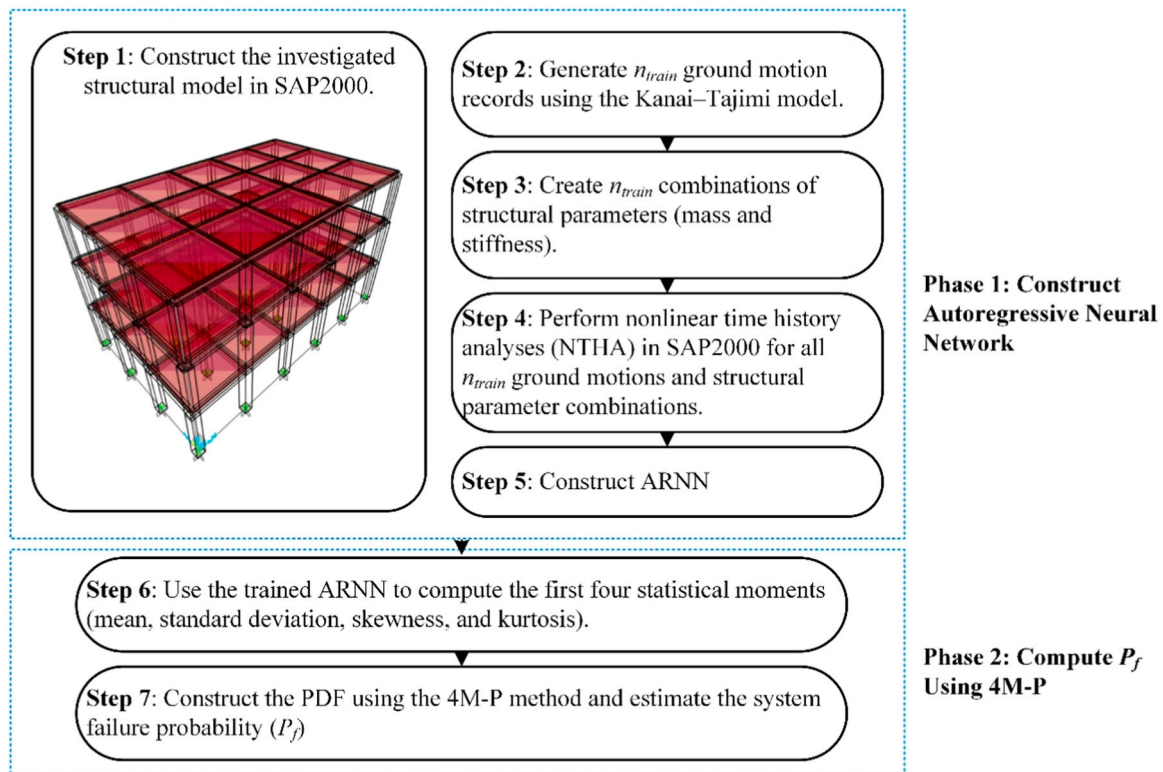 Step 1: Construct the investigated
structural model in SAP2000.
Step 2: Generate n_train ground motion
records using the Kanai–Tajimi model.
Step 3: Create n_train combinations of
structural parameters (mass and
stiffness).
Step 4: Perform nonlinear time history
analyses (NTHA) in SAP2000 for all
n_train ground motions and structural
parameter combinations.
Step 5: Construct ARNN
Phase 1: Construct
Autoregressive Neural
Network
Step 6: Use the trained ARNN to compute the first four statistical moments
(mean, standard deviation, skewness, and kurtosis).
Step 7: Construct the PDF using the 4M-P method and estimate the system
failure probability (P_f)
Phase 2: Compute P_f
Using 4M-P